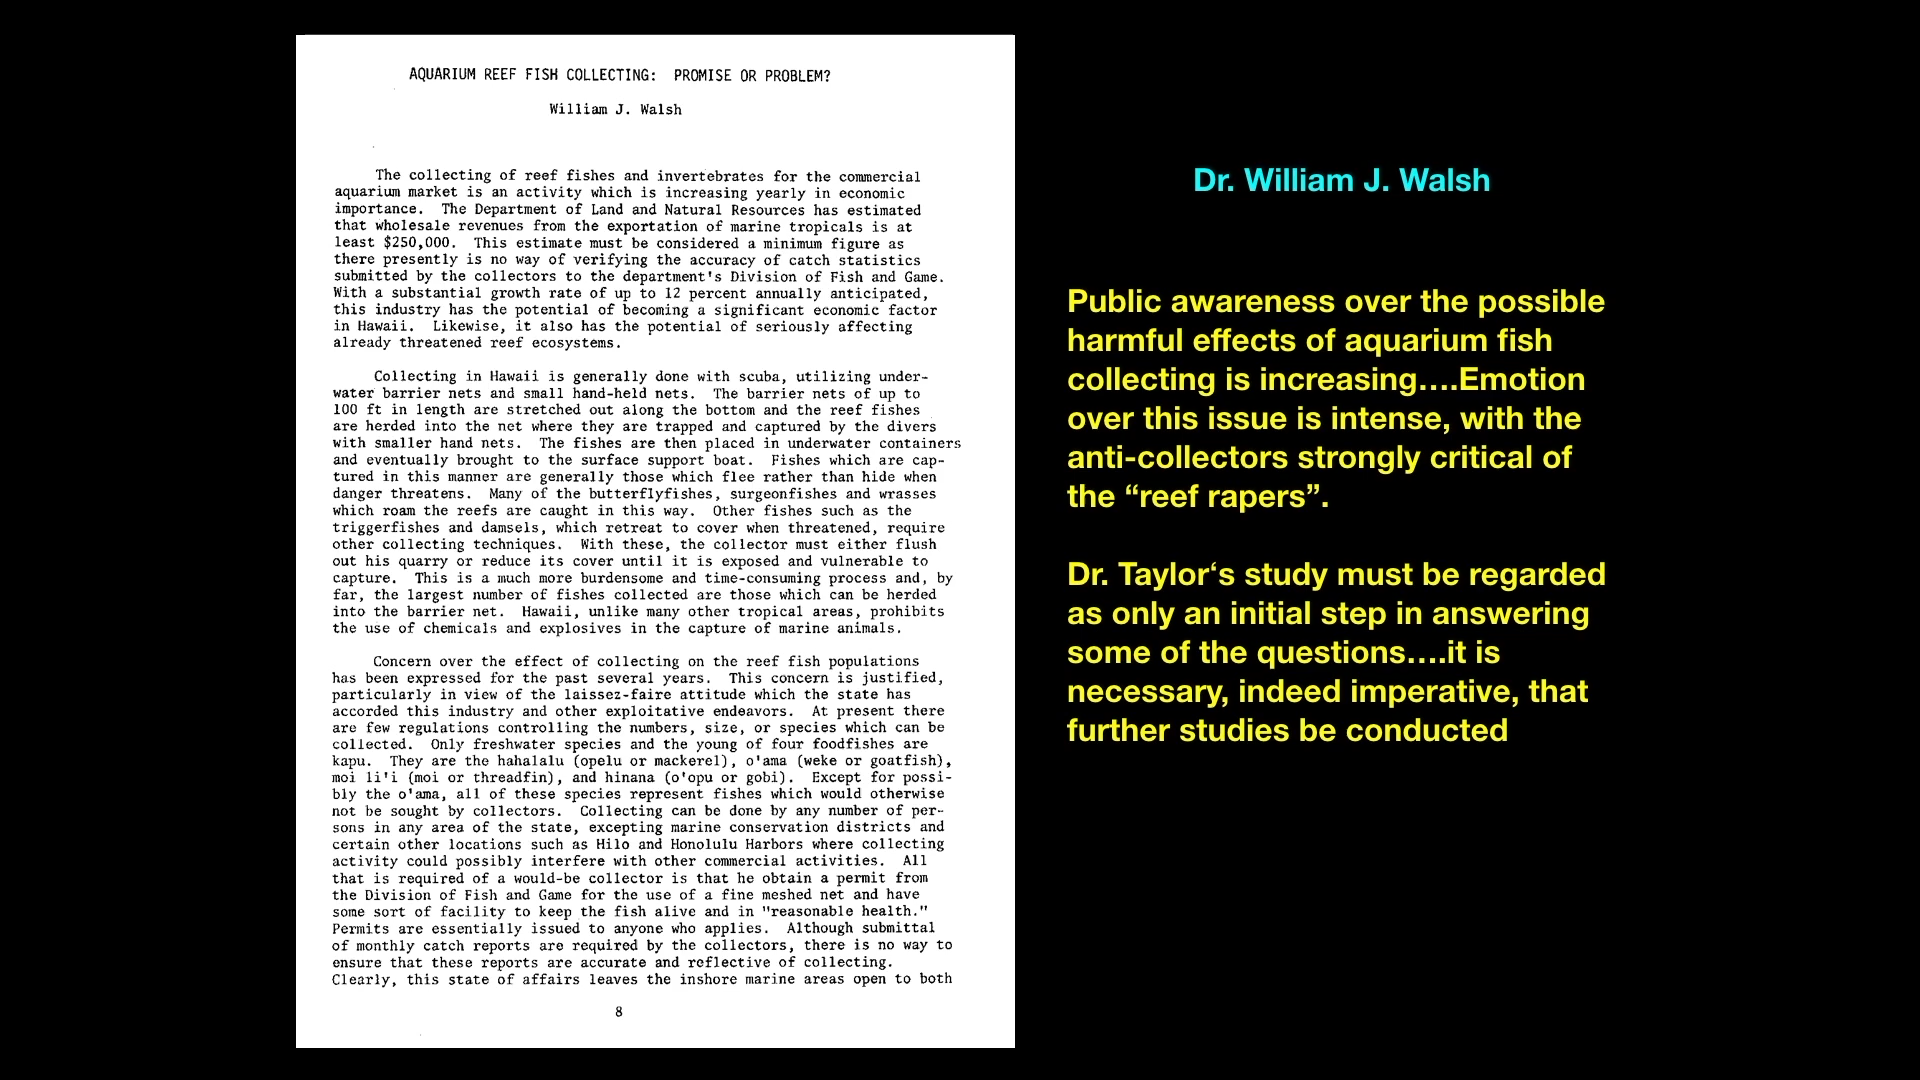 AQUARIUM REEF FISH COLLECTING: PROMISE OR PROBLEM?
William J. Walsh
The collecting of reef fishes and invertebrates for the commercial
aquarium market is an activity which is increasing yearly in economic
importance. The Department of Land and Natural Resources has estimated
that wholesale revenues from the exportation of marine tropicals is at
least $250,000. This estimate must be considered a minimum figure as
there presently is no way of verifying the accuracy of catch statistics
submitted by the collectors to the department's Division of Fish and Game.
With a substantial growth rate of up to 12 percent annually anticipated,
this industry has the potential of becoming a significant economic factor
in Hawaii. Likewise, it also has the potential of seriously affecting
already threatened reef ecosystems.
Collecting in Hawaii is generally done with scuba, utilizing under-
water barrier nets and small hand-held nets. The barrier nets of up to
100 ft in length are stretched out along the bottom and the reef fishes
are herded into the net where they are trapped and captured by the divers
with smaller hand nets. The fishes are then placed in underwater containers
and eventually brought to the surface support boat. Fishes which are cap-
tured in this manner are generally those which flee rather than hide when
danger threatens. Many of the butterflyfishes, surgeonfishes and wrasses
which roam the reefs are caught in this way. Other fishes such as the
triggerfishes and damsels, which retreat to cover when threatened, require
other collecting techniques. With these, the collector must either flush
out his quarry or reduce its cover until it is exposed and vulnerable to
capture. This is a much more burdensome and time-consuming process and, by
far, the largest number of fishes collected are those which can be herded
into the barrier net. Hawaii, unlike many other tropical areas, prohibits
the use of chemicals and explosives in the capture of marine animals.
Concern over the effect of collecting on the reef fish populations
has been expressed for the past several years. This concern is justified,
particularly in view of the laissez-faire attitude which the state has
accorded this industry and other exploitative endeavors. At present there
are few regulations controlling the numbers, size, or species which can be
collected. Only freshwater species and the young of four foodfishes are
kapu. They are the hahalalu (opelu or mackerel), o'ama (weke or goatfish),
moi li'i (moi or threadfin), and hinana (o'opu or gobi). Except for possi-
bly the o'ama, all of these species represent fishes which would otherwise
not be sought by collectors. Collecting can be done by any number of per-
sons in any area of the state, excepting marine conservation districts and
certain other locations such as Hilo and Honolulu Harbors where collecting
activity could possibly interfere with other commercial activities. All
that is required of a would-be collector is that he obtain a permit from
the Division of Fish and Game for the use of a fine meshed net and have
some sort of facility to keep the fish alive and in "reasonable health."
Permits are essentially issued to anyone who applies. Although submittal
of monthly catch reports are required by the collectors, there is no way to
ensure that these reports are accurate and reflective of collecting.
Clearly, this state of affairs leaves the inshore marine areas open to both
8
Dr. William J. Walsh
Public awareness over the possible
harmful effects of aquarium fish
collecting is increasing….Emotion
over this issue is intense, with the
anti-collectors strongly critical of
the “reef rapers”.
Dr. Taylor‘s study must be regarded
as only an initial step in answering
some of the questions….it is
necessary, indeed imperative, that
further studies be conducted